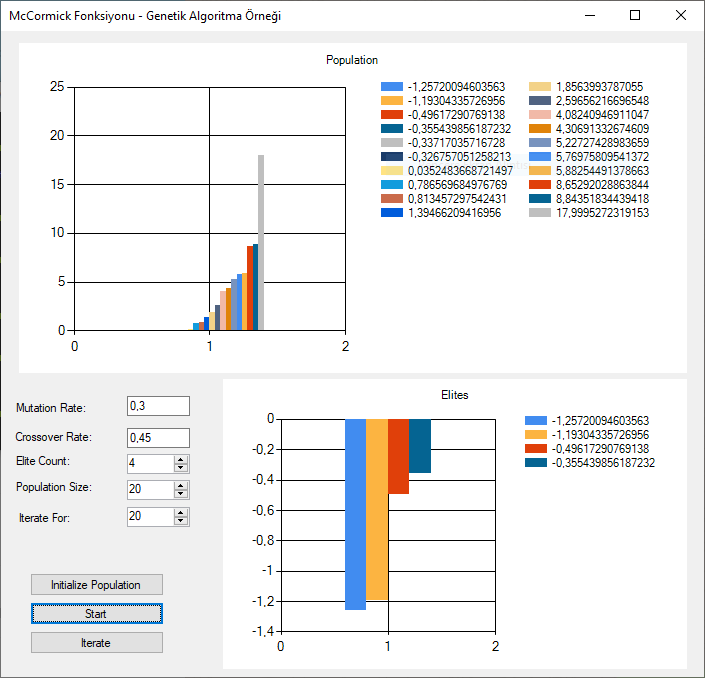 McCormick Fonksiyonu - Genetik Algoritma Örneği
Population
25
20
15
10
5
0
0 1 2
-1,25720094603563 1,8563993787055
-1,19304335726956 2,59656216696548
-0,49617290769138 4,08240946911047
-0,355439856187232 4,30691332674609
-0,33717035716728 5,22727428983659
-0,326757051258213 5,76975809541372
0,0352483668721497 5,88254491378663
0,786569684976769 8,65292028863844
0,813457297542431 8,84351834439418
1,39466209416956 17,9995272319153
Mutation Rate: 0,3
Crossover Rate: 0,45
Elite Count: 4
Population Size: 20
Iterate For: 20
Initialize Population
Start
Iterate
Elites
0
-0,2
-0,4
-0,6
-0,8
-1
-1,2
-1,4
0 1 2
-1,25720094603563
-1,19304335726956
-0,49617290769138
-0,355439856187232